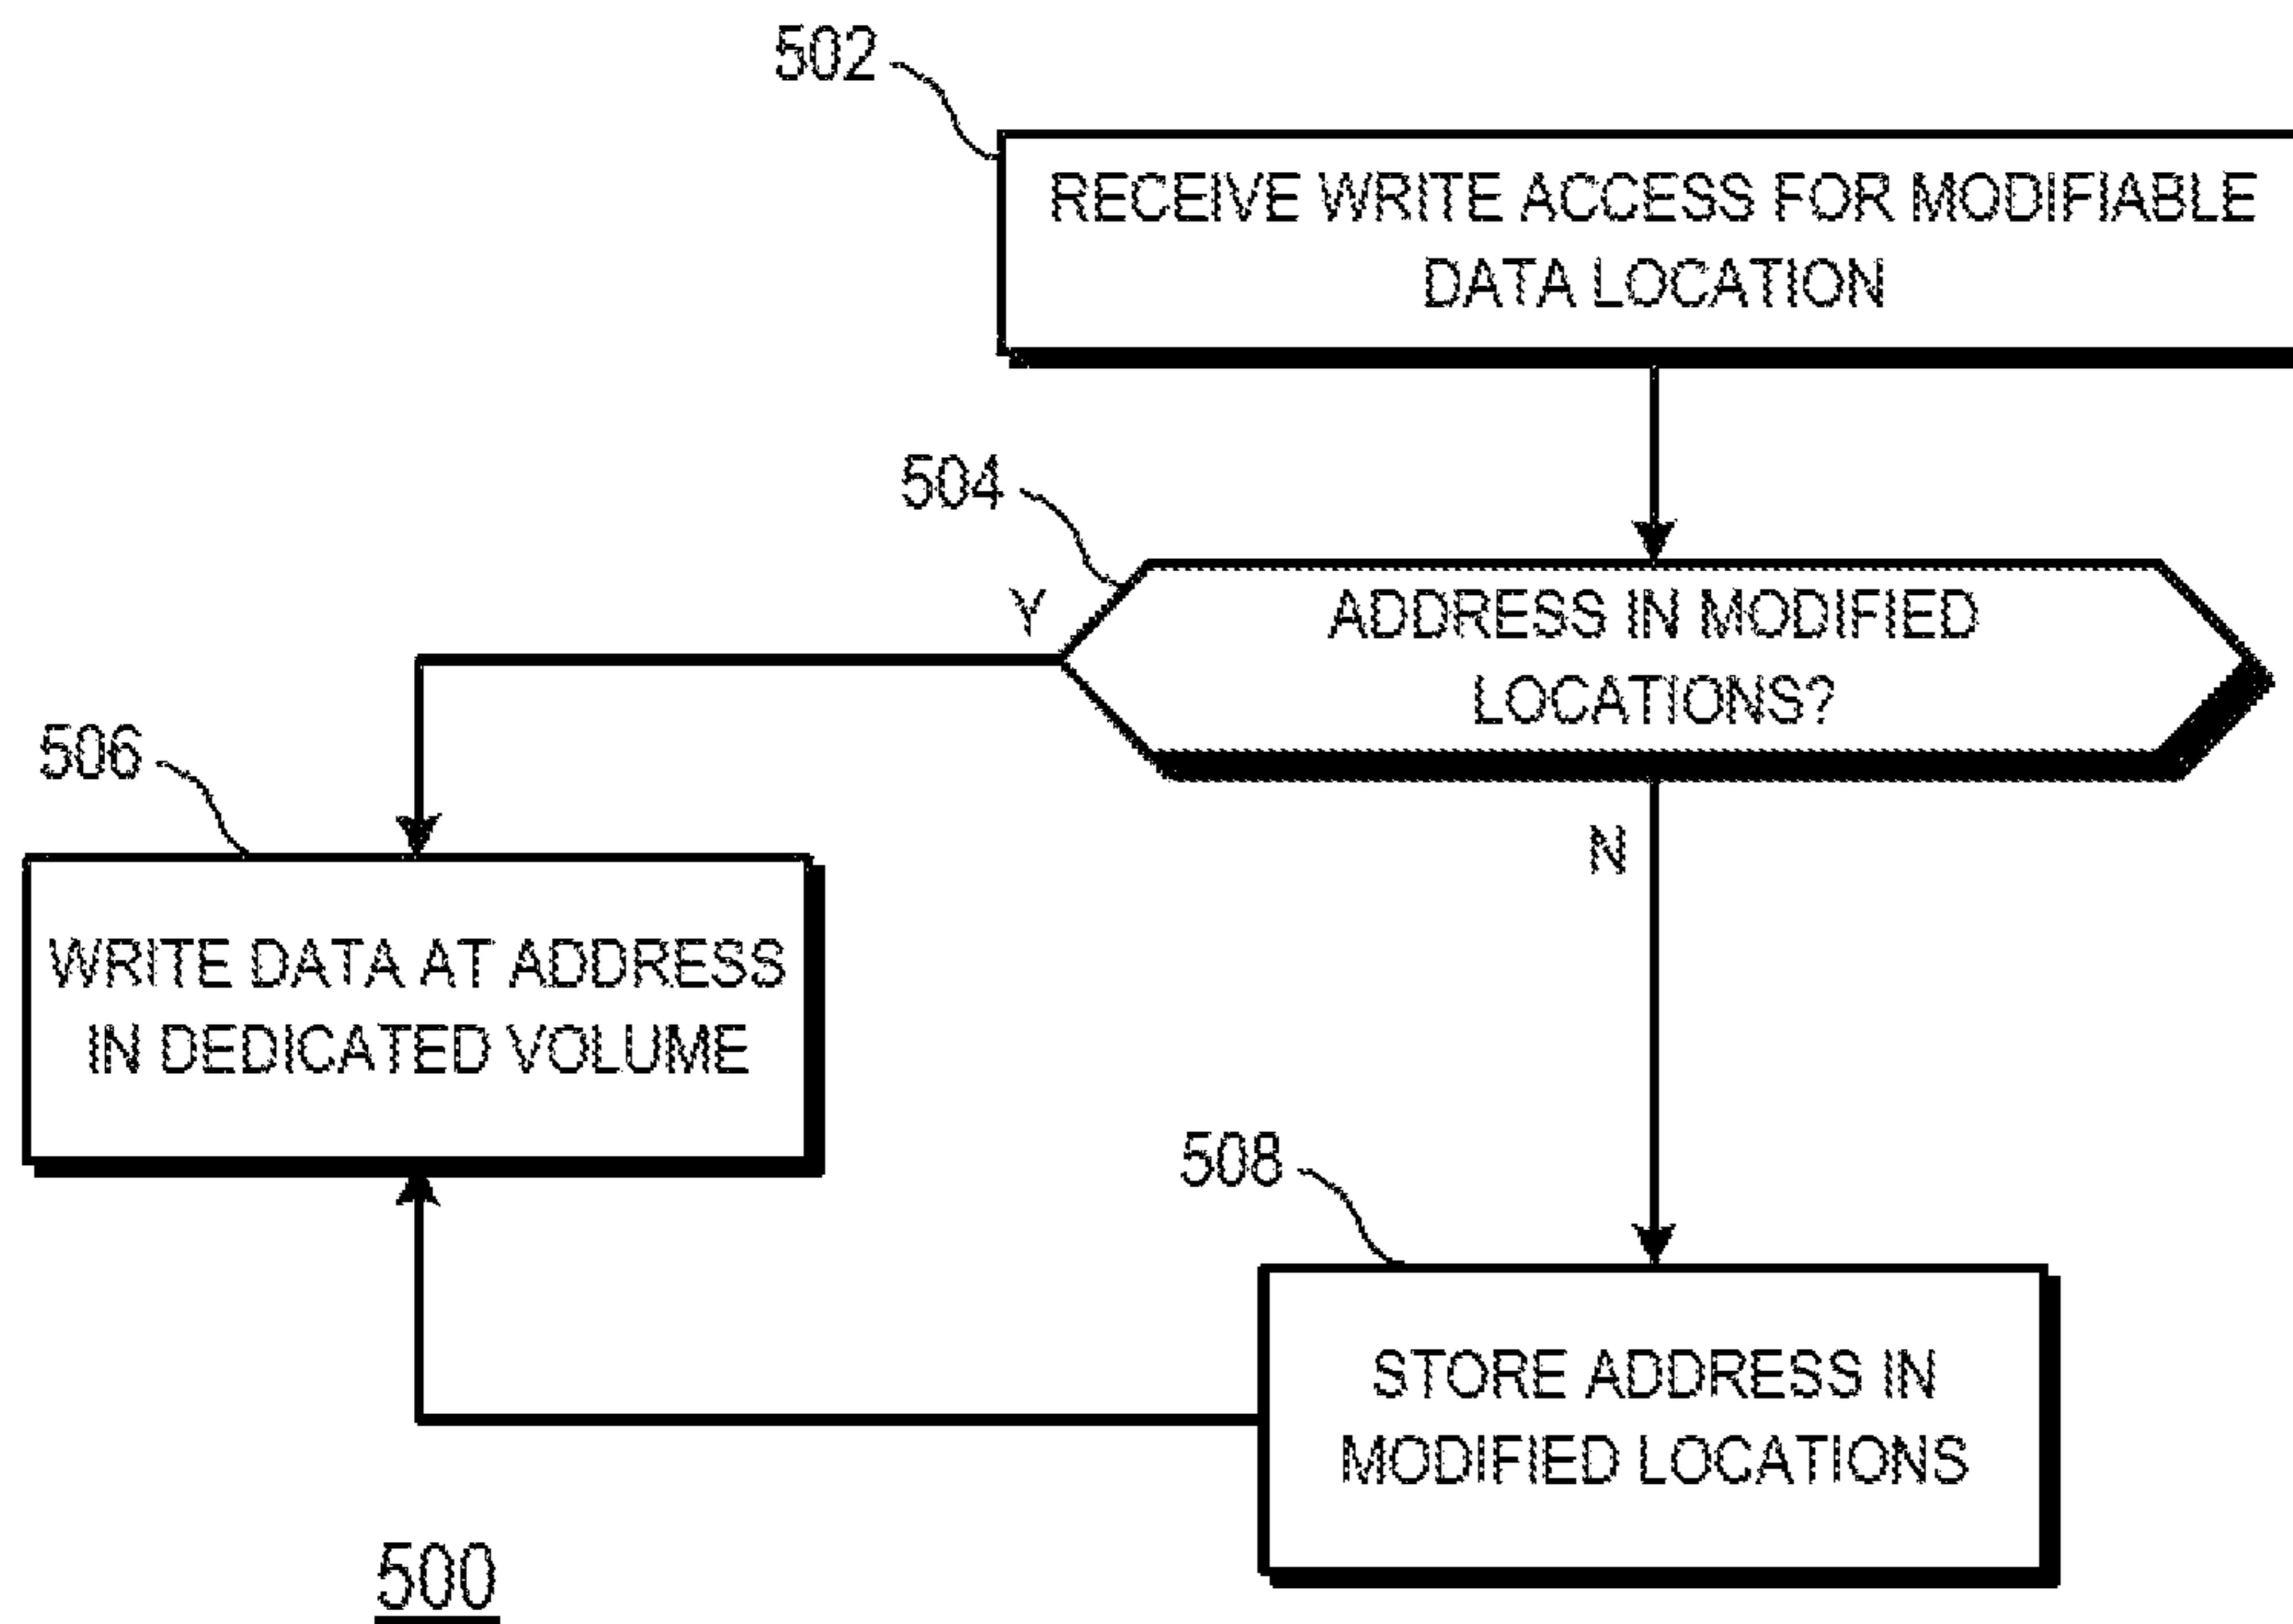 502
RECEIVE WRITE ACCESS FOR MODIFIABLE
DATA LOCATION
504
Y
ADDRESS IN MODIFIED
LOCATIONS?
506
N
WRITE DATA AT ADDRESS
IN DEDICATED VOLUME
508
STORE ADDRESS IN
MODIFIED LOCATIONS
500